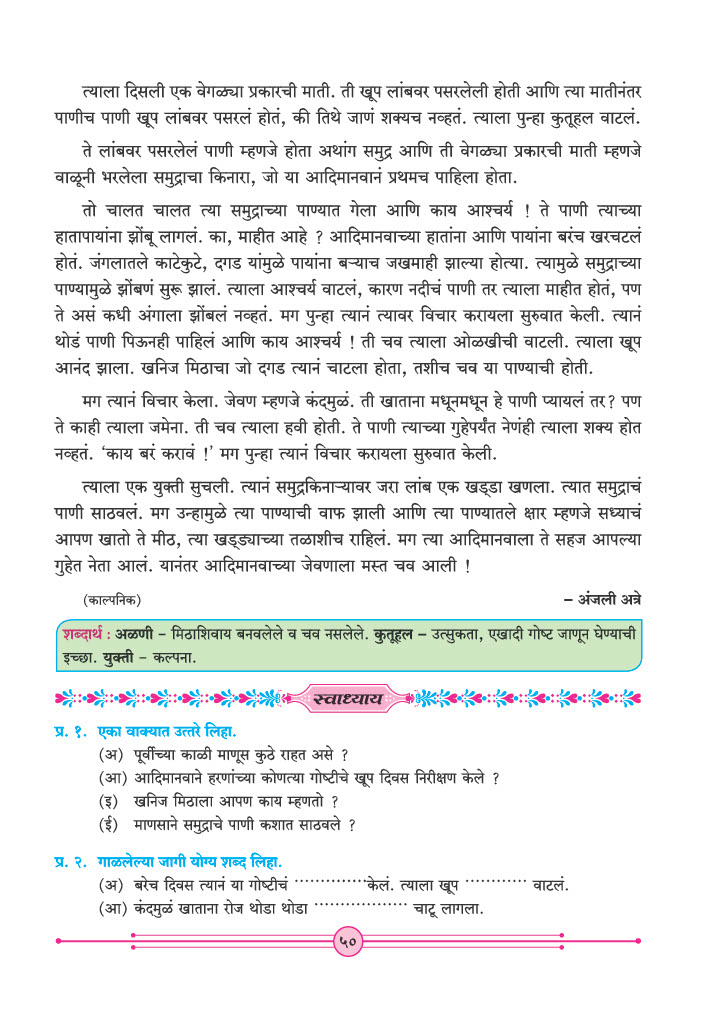 त्याला दिसली एक वेगळ्या प्रकारची माती. ती खूप लांबवर पसरलेली होती आणि त्या मातीनंतर
पाणीच पाणी खूप लांबवर पसरलं होतं, की तिथे जाणं शक्यच नव्हतं. त्याला पुन्हा कुतूहल वाटलं.
ते लांबवर पसरलेलं पाणी म्हणजे होता अथांग समुद्र आणि ती वेगळ्या प्रकारची माती म्हणजे
वाळूनी भरलेला समुद्राचा किनारा, जो या आदिमानवानं प्रथमच पाहिला होता.
तो चालत चालत त्या समुद्राच्या पाण्यात गेला आणि काय आश्चर्य ! ते पाणी त्याच्या
हातापायांना झोंबू लागलं. का, माहीत आहे ? आदिमानवाच्या हातांना आणि पायांना बरंच खरचटलं
होतं. जंगलातले काटेकुटे, दगड यांमुळे पायांना बऱ्याच जखमाही झाल्या होत्या. त्यामुळे समुद्राच्या
पाण्यामुळे झोंबणं सुरू झालं. त्याला आश्चर्य वाटलं, कारण नदीचं पाणी तर त्याला माहीत होतं, पण
ते असं कधी अंगाला झोंबलं नव्हतं. मग पुन्हा त्यानं त्यावर विचार करायला सुरुवात केली. त्यानं
थोडं पाणी पिऊनही पाहिलं आणि काय आश्चर्य ! ती चव त्याला ओळखीची वाटली. त्याला खूप
आनंद झाला. खनिज मिठाचा जो दगड त्यानं चाटला होता, तशीच चव या पाण्याची होती.
मग त्यानं विचार केला. जेवण म्हणजे कंदमुळं. ती खाताना मधूनमधून हे पाणी प्यायलं तर? पण
ते काही त्याला जमेना. ती चव त्याला हवी होती. ते पाणी त्याच्या गुहेपर्यंत नेणंही त्याला शक्य होत
नव्हतं. ‘काय बरं करावं !’ मग पुन्हा त्यानं विचार करायला सुरुवात केली.
त्याला एक युक्ती सुचली. त्यानं समुद्रकिनाऱ्यावर जरा लांब एक खड्डा खणला. त्यात समुद्राचं
पाणी साठवलं. मग उन्हामुळे त्या पाण्याची वाफ झाली आणि त्या पाण्यातले क्षार म्हणजे सध्याचं
आपण खातो ते मीठ, त्या खड्ड्याच्या तळाशीच राहिलं. मग त्या आदिमानवाला ते सहज आपल्या
गुहेत नेता आलं. यानंतर आदिमानवाच्या जेवणाला मस्त चव आली !
(काल्पनिक) – अंजली अत्रे
शब्दार्थ : अळणी – मिठाशिवाय बनवलेले व चव नसलेले. कुतूहल – उत्सुकता, एखादी गोष्ट जाणून घेण्याची
इच्छा. युक्ती – कल्पना.
स्वाध्याय
प्र. १. एका वाक्यात उत्तरे लिहा.
(अ) पूर्वीच्या काळी माणूस कुठे राहत असे ?
(आ) आदिमानवाने हरणांच्या कोणत्या गोष्टीचे खूप दिवस निरीक्षण केले ?
(इ) खनिज मिठाला आपण काय म्हणतो ?
(ई) माणसाने समुद्राचे पाणी कशात साठवले ?
प्र. २. गाळलेल्या जागी योग्य शब्द लिहा.
(अ) बरेच दिवस त्यानं या गोष्टीचं ..............केलं. त्याला खूप ............ वाटलं.
(आ) कंदमुळं खाताना रोज थोडा थोडा .................. चाटू लागला.
५०